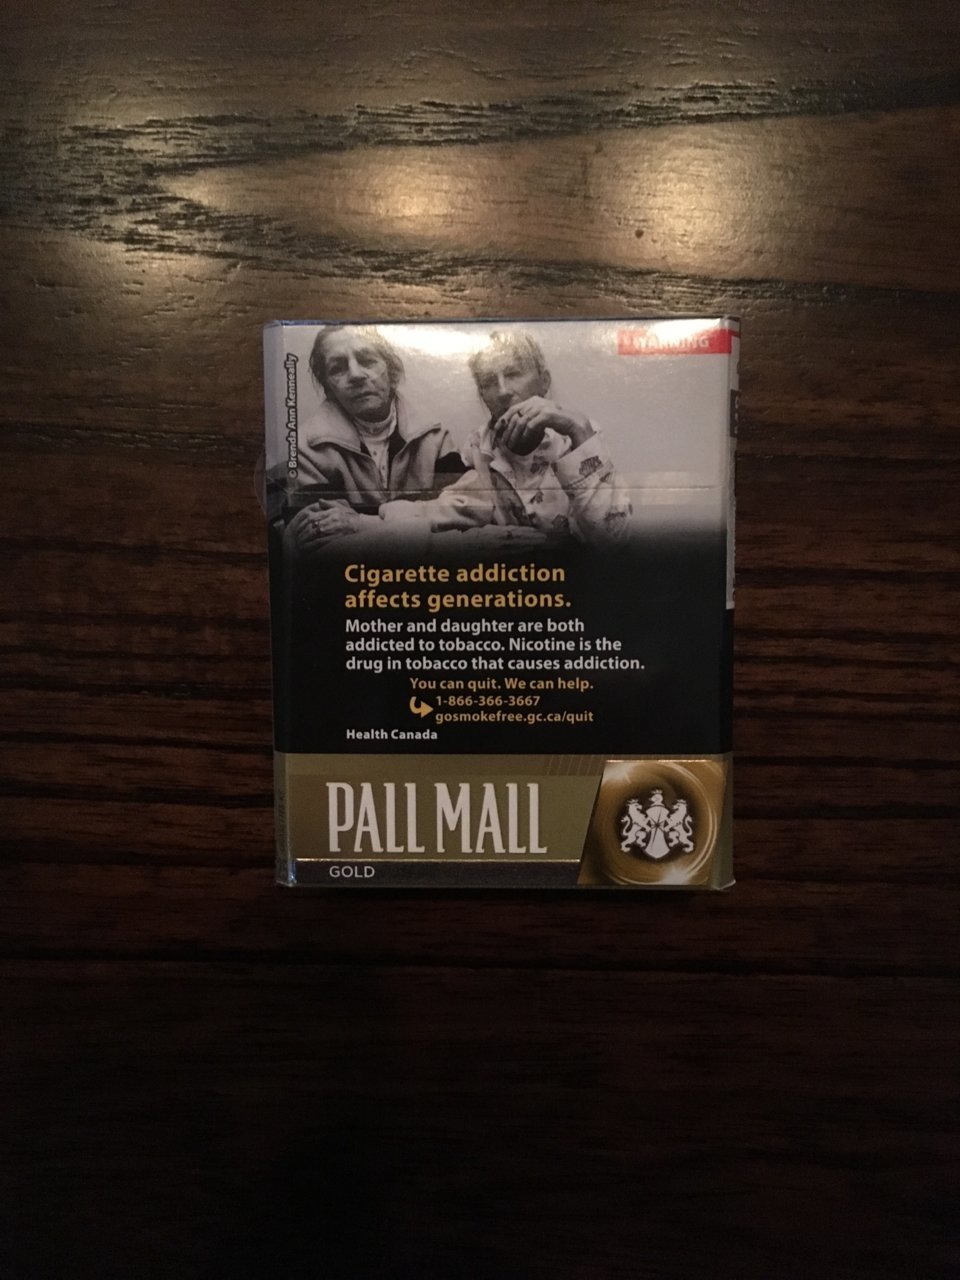 WARNING
© Brenda Ann Kenneally
Cigarette addiction
affects generations.
Mother and daughter are both
addicted to tobacco. Nicotine is the
drug in tobacco that causes addiction.
You can quit. We can help.
1-866-366-3667
gosmokefree.gc.ca/quit
Health Canada
PALL MALL
GOLD